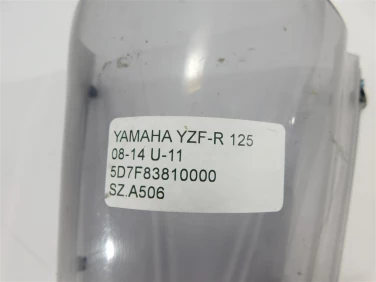 YAMAHA YZF-R 125
08-14 U-11
5D7F83810000
SZ.A506